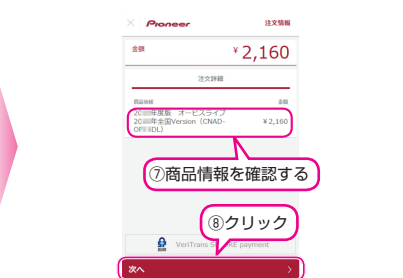 × Pioneer 注文情報
金額 ¥ 2,160
注文詳細
商品情報 金額
年度版 オービスライブ
年全国Version（CNAD- ¥2,160
DL）
⑦商品情報を確認する
⑧クリック
VeriTrans payment
次へ >